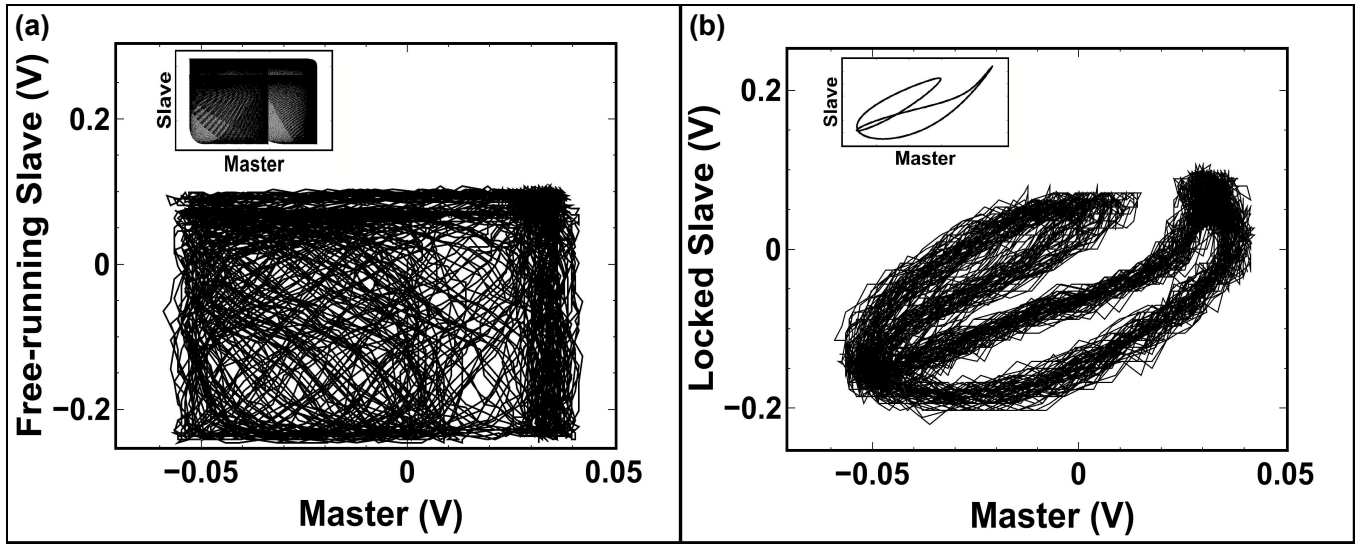 (a)
Free-running Slave (V)
0.2
0
−0.2
Slave
Master
−0.05
0
0.05
Master (V)
(b)
Locked Slave (V)
0.2
0
−0.2
Slave
Master
−0.05
0
0.05
Master (V)